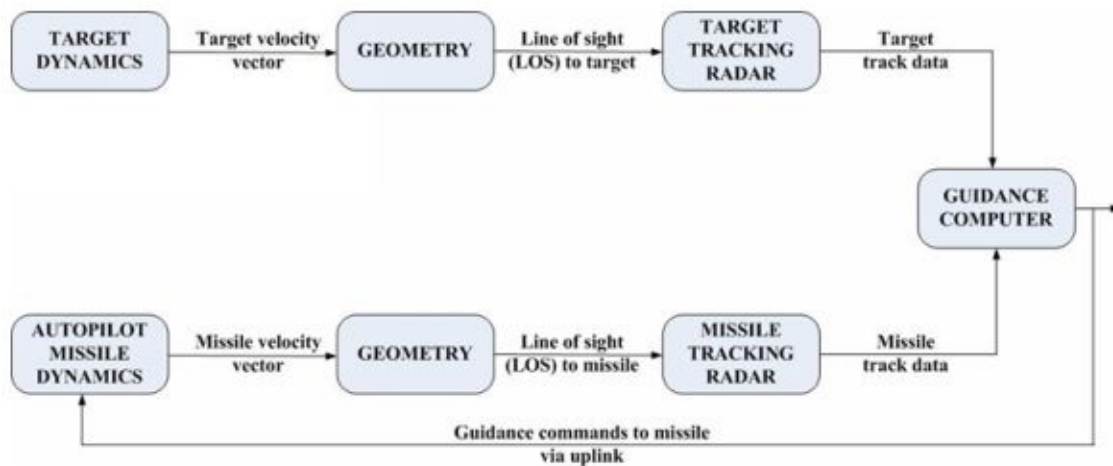 TARGET
DYNAMICS
Target velocity
vector
GEOMETRY
Line of sight
(LOS) to target
TARGET
TRACKING
RADAR
Target
track data
GUIDANCE
COMPUTER
AUTOPILOT
MISSILE
DYNAMICS
Missile velocity
vector
GEOMETRY
Line of sight
(LOS) to missile
MISSILE
TRACKING
RADAR
Missile
track data
Guidance commands to missile
via uplink